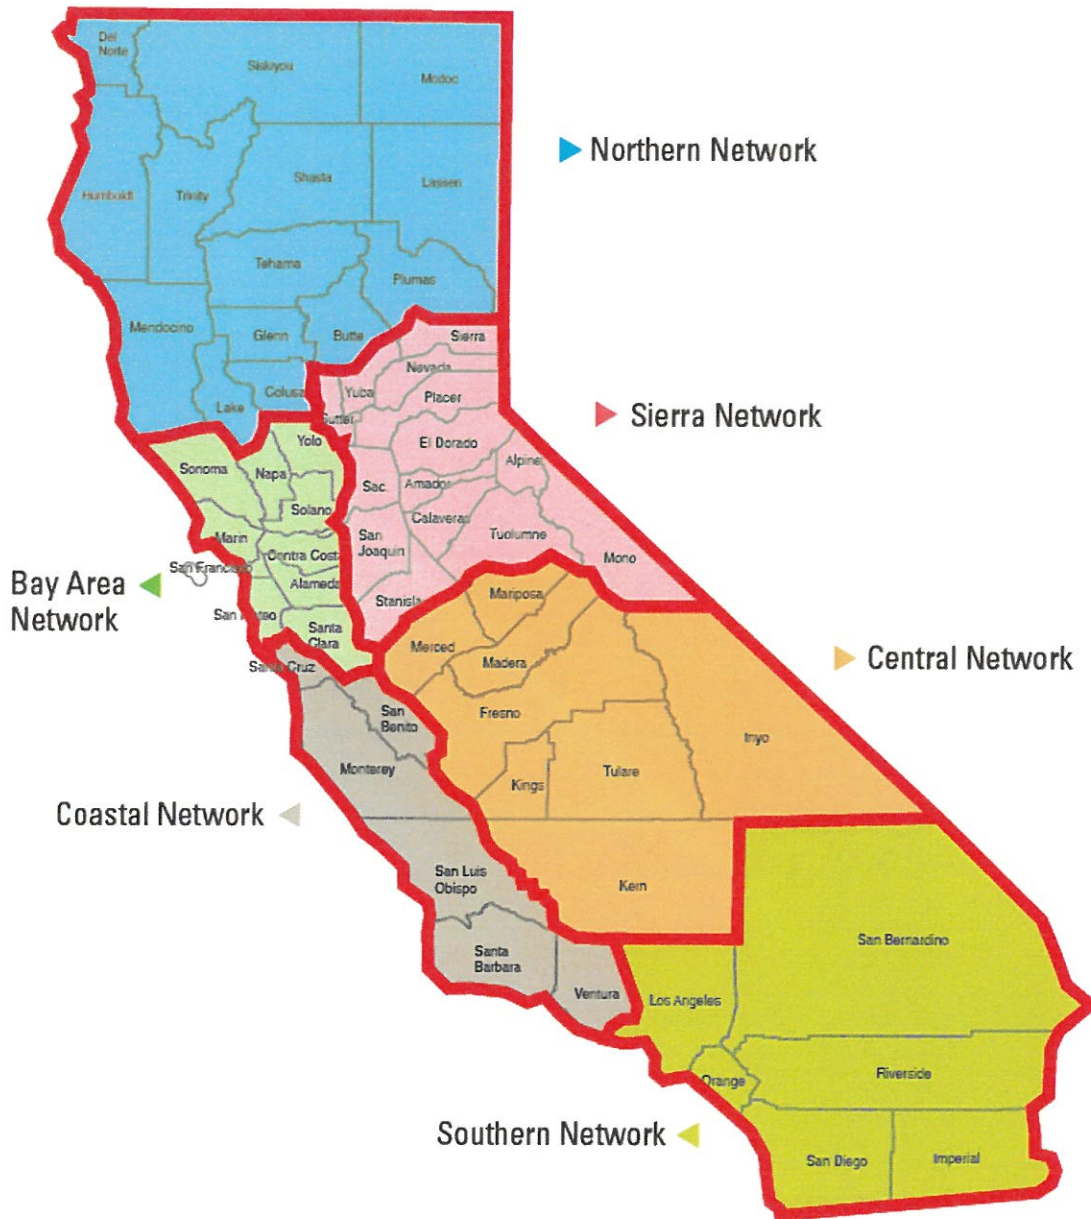 Del
Norte
Siskiyou
Modoc
Northern Network
Humboldt
Trinity
Shasta
Lassen
Tehama
Plumas
Mendocino
Glenn
Butte
Sierra
Nevada
Lake
Colusa
Yuba
Placer
Sutter
Sierra Network
Yolo
El Dorado
Sonoma
Napa
Alpine
Sac.
Amador
Solano
Calaveras
Marin
San
Joaquin
Tuolumne
Contra Costa
Mono
San Francisco
Bay Area
Network
Alameda
Stanisla
Mariposa
San Mateo
Santa
Clara
Merced
Madera
Central Network
Santa Cruz
San
Benito
Fresno
Inyo
Monterey
Kings
Tulare
Coastal Network
San Luis
Obispo
Kern
San Bernardino
Santa
Barbara
Ventura
Los Angeles
Orange
Riverside
Southern Network
San Diego
Imperial